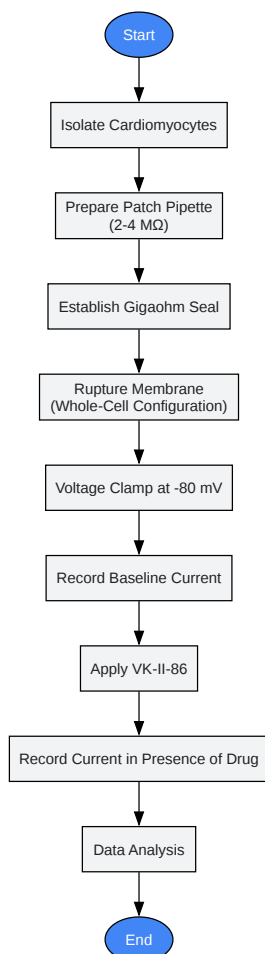 Start
Isolate Cardiomyocytes
Prepare Patch Pipette
(2-4 MΩ)
Establish Gigaohm Seal
Rupture Membrane
(Whole-Cell Configuration)
Voltage Clamp at -80 mV
Record Baseline Current
Apply VK-II-86
Record Current in Presence of Drug
Data Analysis
End